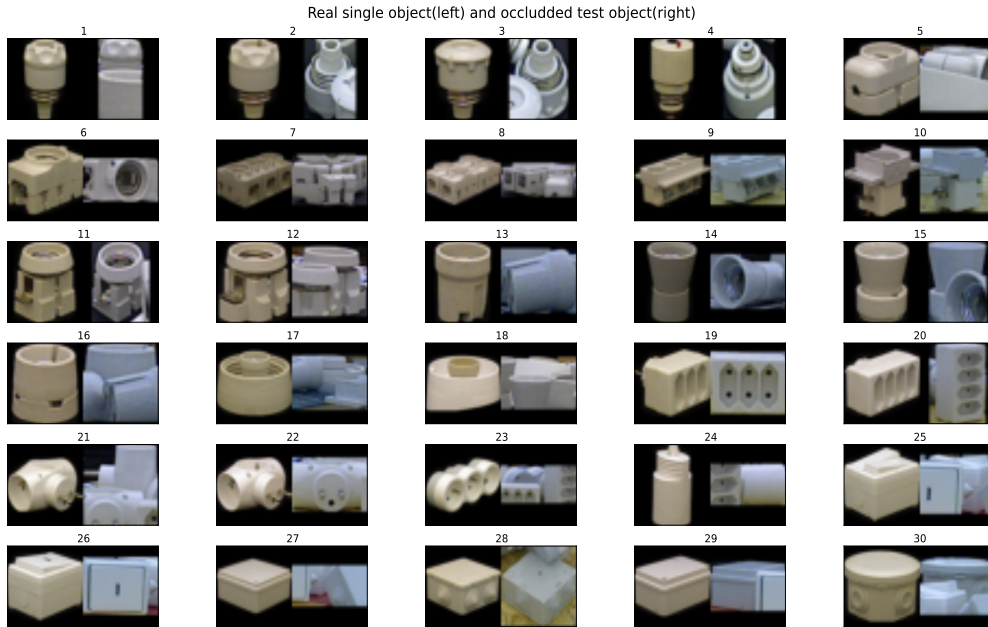 Real single object(left) and occludded test object(right)
1 2 3 4 5
6 7 8 9 10
11 12 13 14 15
16 17 18 19 20
21 22 23 24 25
26 27 28 29 30